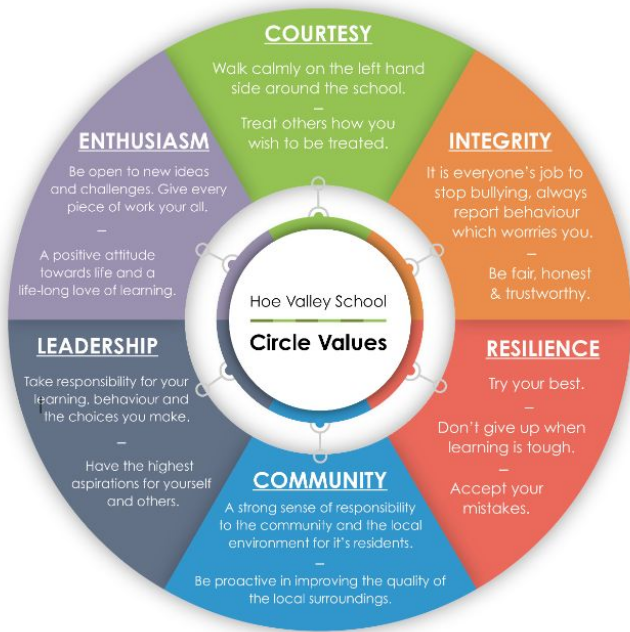 COURTESY
Walk calmly on the left hand
side around the school.
–
Treat others how you
wish to be treated.
INTEGRITY
It is everyone's job to
stop bullying, always
report behaviour
which worries you.
–
Be fair, honest
& trustworthy.
RESILIENCE
Try your best.
–
Don't give up when
learning is tough.
–
Accept your
mistakes.
COMMUNITY
A strong sense of responsibility
to the community and the local
environment for it's residents.
–
Be proactive in improving the quality of
the local surroundings.
LEADERSHIP
Take responsibility for your
learning, behaviour and
the choices you make.
–
Have the highest
aspirations for yourself
and others.
ENTHUSIASM
Be open to new ideas
and challenges. Give every
piece of work your all.
–
A positive attitude
towards life and a
life-long love of learning.
Hoe Valley School
Circle Values